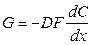 G = −DF dC/dx